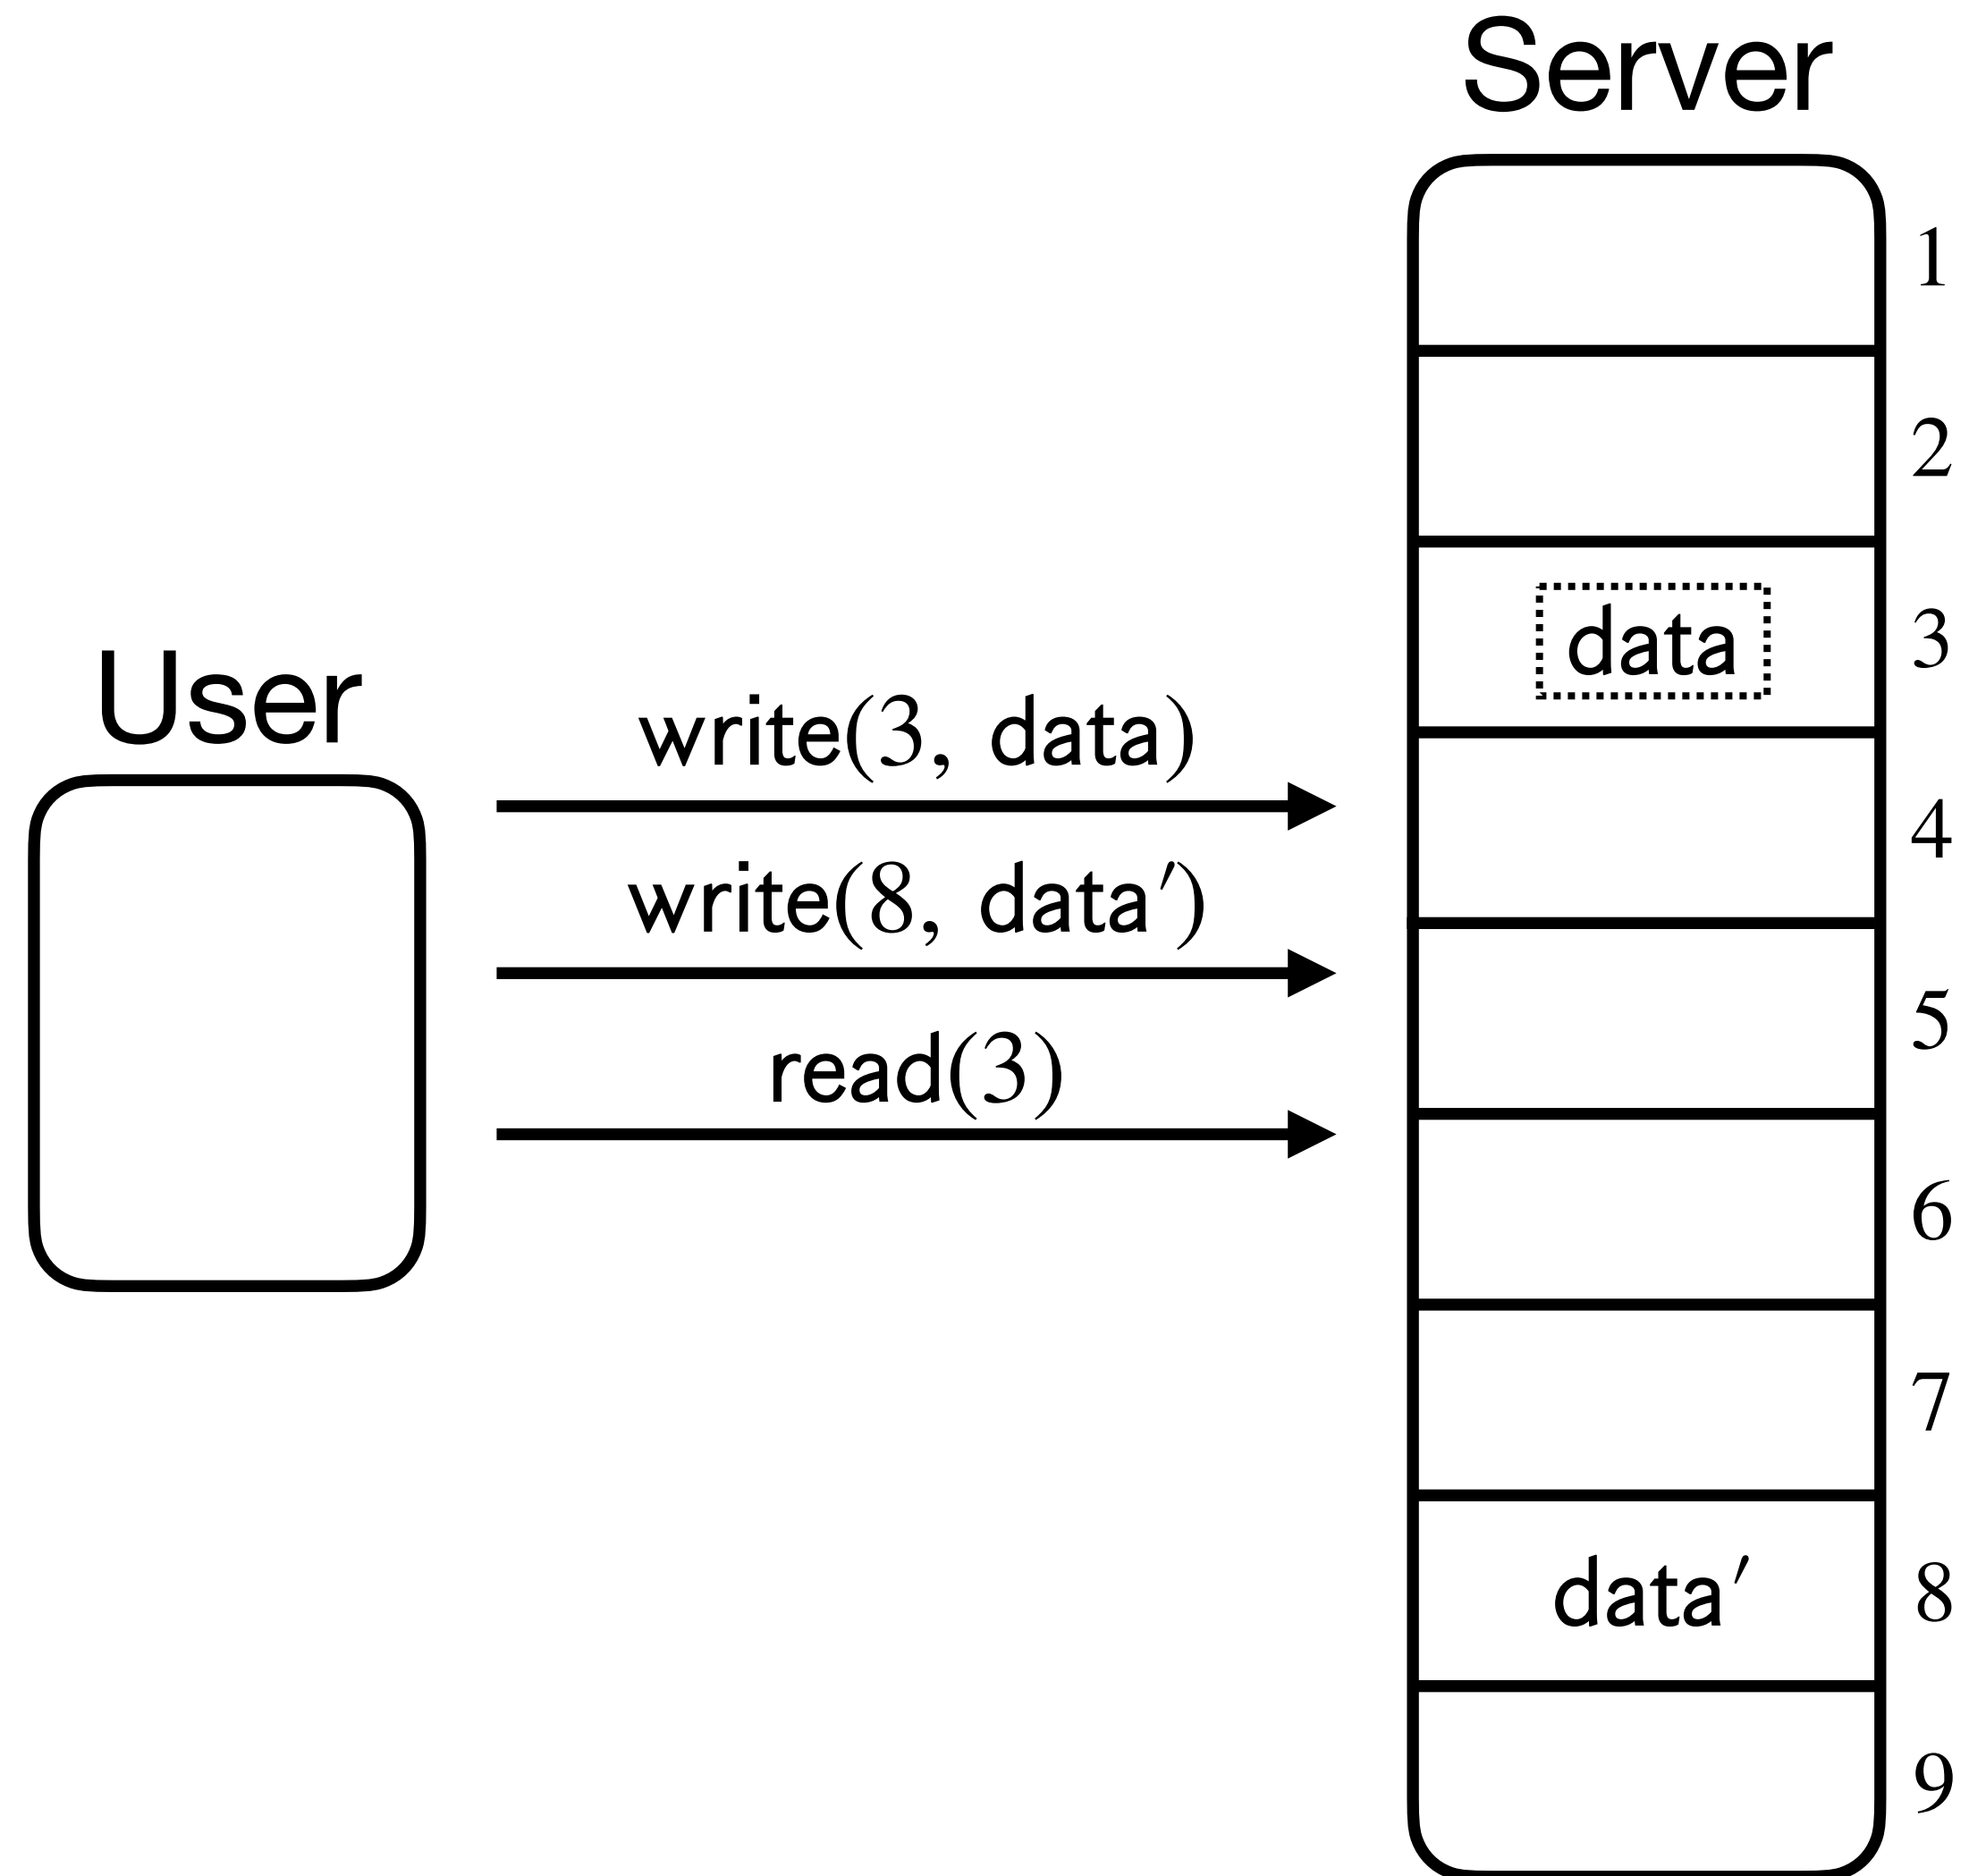 Server
User
write(3, data)
write(8, data′)
read(3)
1
2
data
3
4
5
6
7
data′
8
9